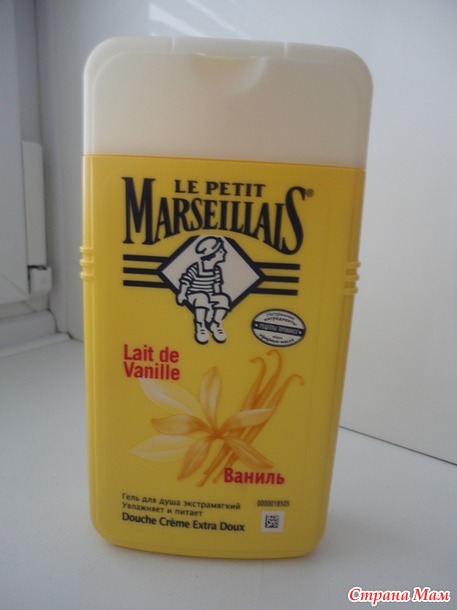 LE PETIT
MARSEILLAIS®
Lait de
Vanille
Ваниль
Гель для душа экстрамягкий
Увлажняет и питает
Douche Crème Extra Doux
0000018505
Страна Мам